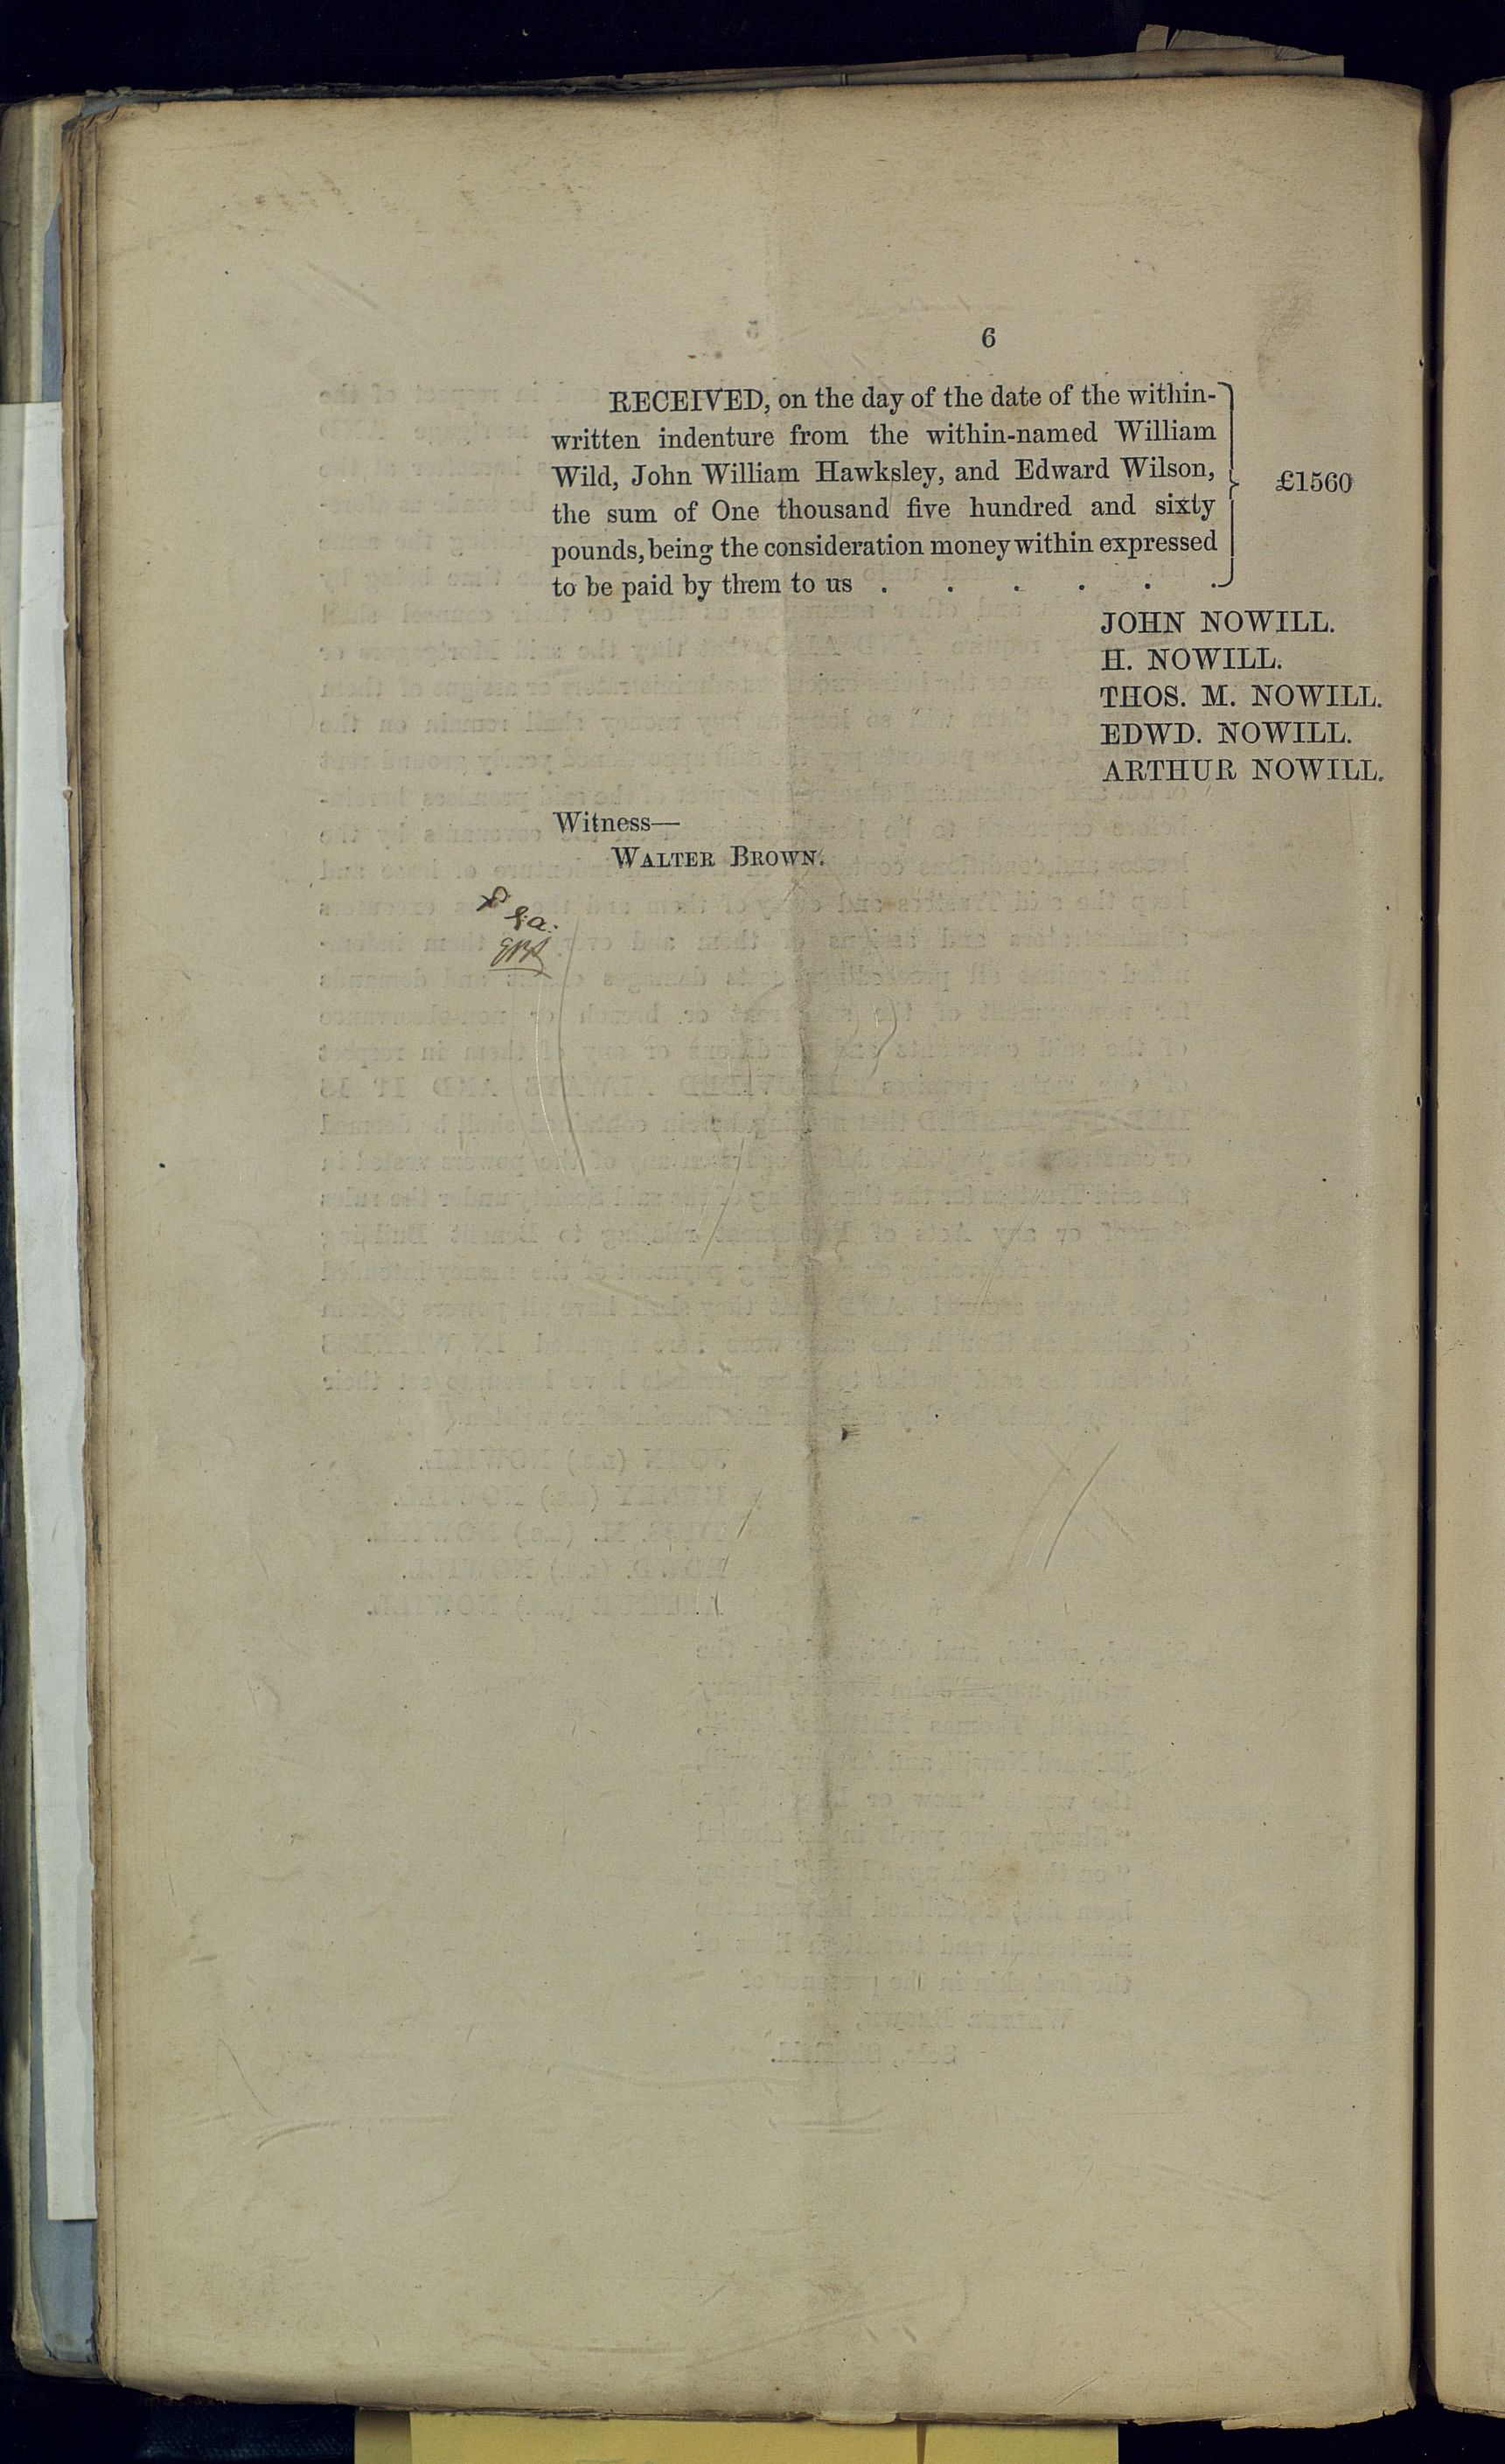 6
RECEIVED, on the day of the date of the within-
written indenture from the within-named William
Wild, John William Hawksley, and Edward Wilson,
the sum of One thousand five hundred and sixty
pounds, being the consideration money within expressed
to be paid by them to us . . . . . .
£1560
JOHN NOWILL.
H. NOWILL.
THOS. M. NOWILL.
EDWD. NOWILL.
ARTHUR NOWILL.
Witness—
WALTER BROWN.